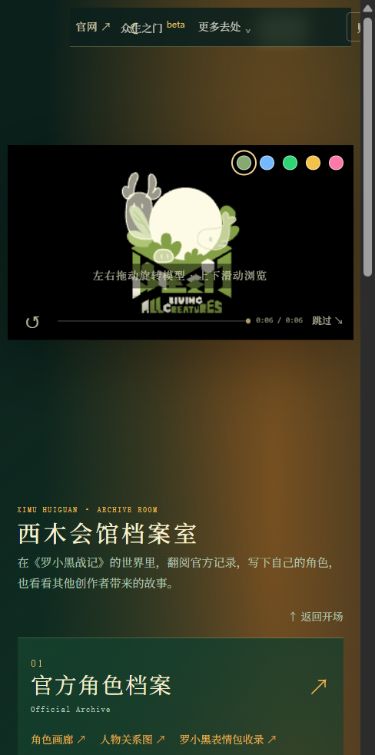 官网 ↗ 众生之门 beta 更多去处 ⌄
左右拖动旋转模型 · 上下滑动浏览
ALL LIVING CREATURES
↺ 0:06 / 0:06 跳过 ↘
XIMU HUIGUAN · ARCHIVE ROOM
西木会馆档案室
在《罗小黑战记》的世界里，翻阅官方记录，写下自己的角色，
也看看其他创作者带来的故事。
↑ 返回开场
01
官方角色档案 ↗
Official Archive
角色画廊 ↗ 人物关系图 ↗ 罗小黑表情包收录 ↗